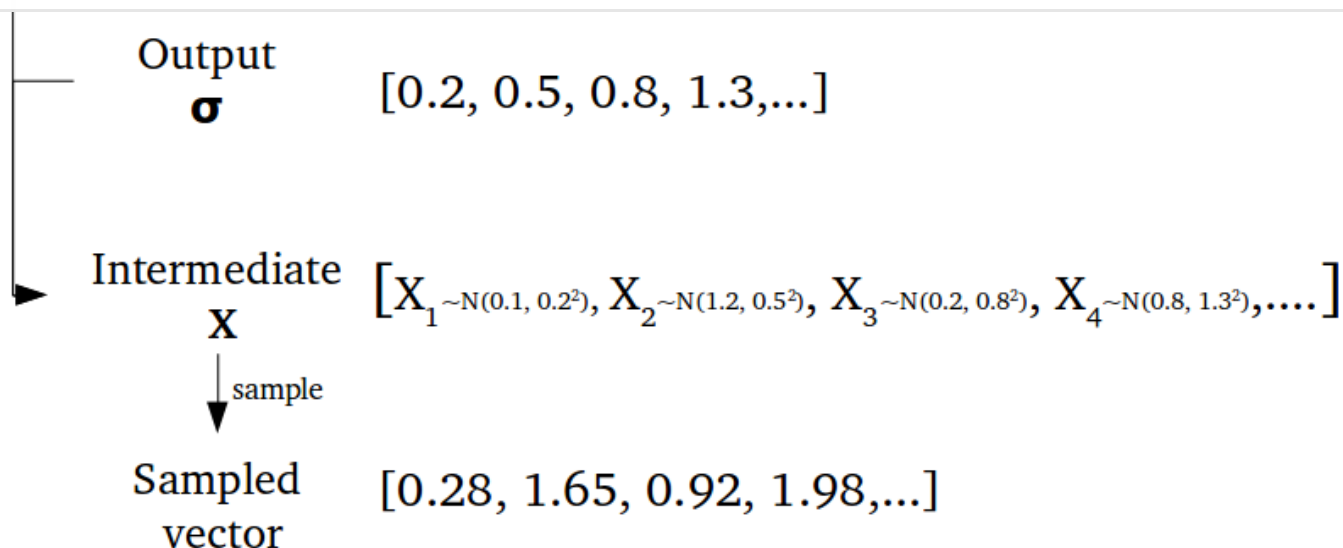 Output
σ
[0.2, 0.5, 0.8, 1.3,...]
Intermediate
X
[X₁~N(0.1, 0.2²), X₂~N(1.2, 0.5²), X₃~N(0.2, 0.8²), X₄~N(0.8, 1.3²),....]
sample
Sampled
vector
[0.28, 1.65, 0.92, 1.98,...]